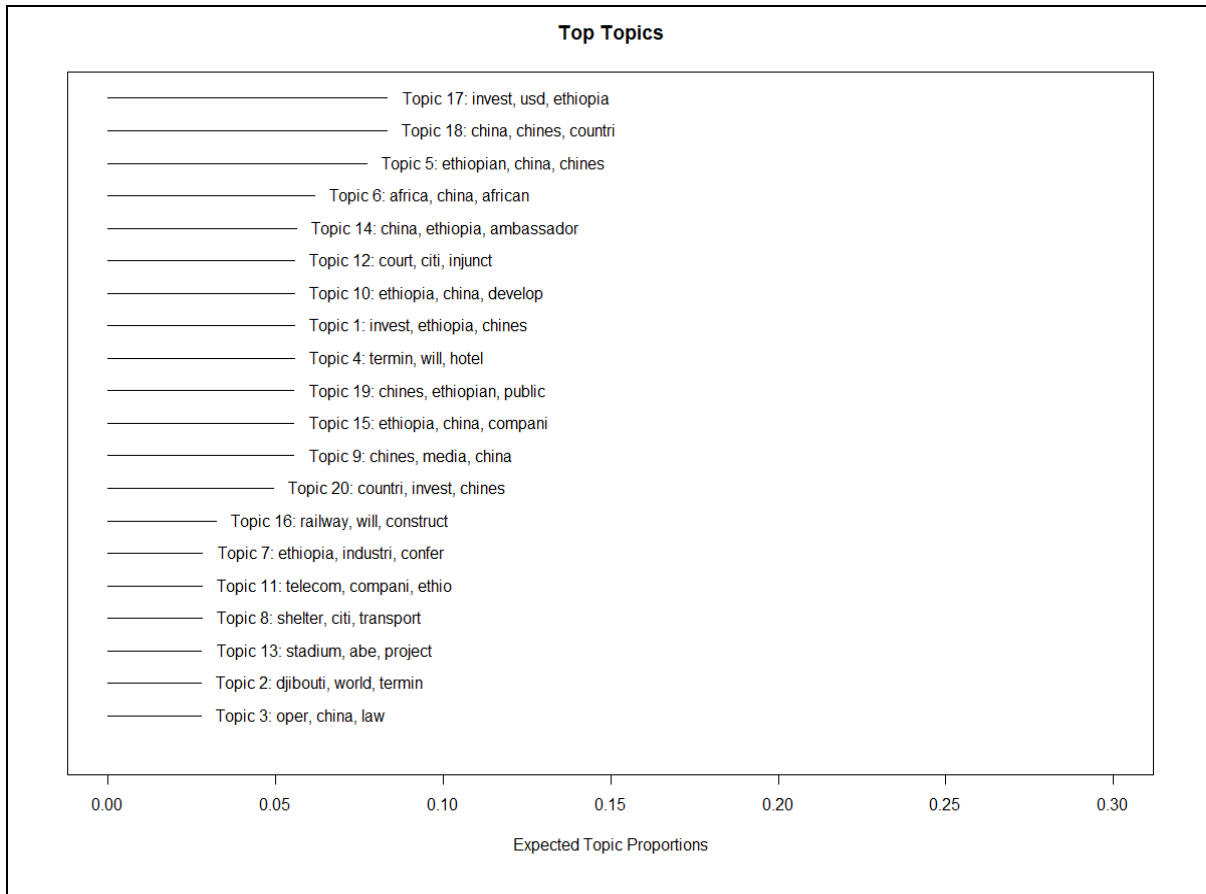 Top Topics
Topic 17: invest, usd, ethiopia
Topic 18: china, chines, countri
Topic 5: ethiopian, china, chines
Topic 6: africa, china, african
Topic 14: china, ethiopia, ambassador
Topic 12: court, citi, injunct
Topic 10: ethiopia, china, develop
Topic 1: invest, ethiopia, chines
Topic 4: termin, will, hotel
Topic 19: chines, ethiopian, public
Topic 15: ethiopia, china, compani
Topic 9: chines, media, china
Topic 20: countri, invest, chines
Topic 16: railway, will, construct
Topic 7: ethiopia, industri, confer
Topic 11: telecom, compani, ethio
Topic 8: shelter, citi, transport
Topic 13: stadium, abe, project
Topic 2: djibouti, world, termin
Topic 3: oper, china, law
0.00 0.05 0.10 0.15 0.20 0.25 0.30
Expected Topic Proportions